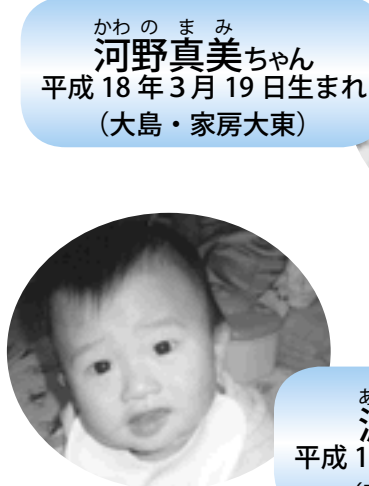 かわ の ま み
河野真美ちゃん
平成 18 年 3 月 19 日生まれ
（大島・家房大東）
あ
平成 1